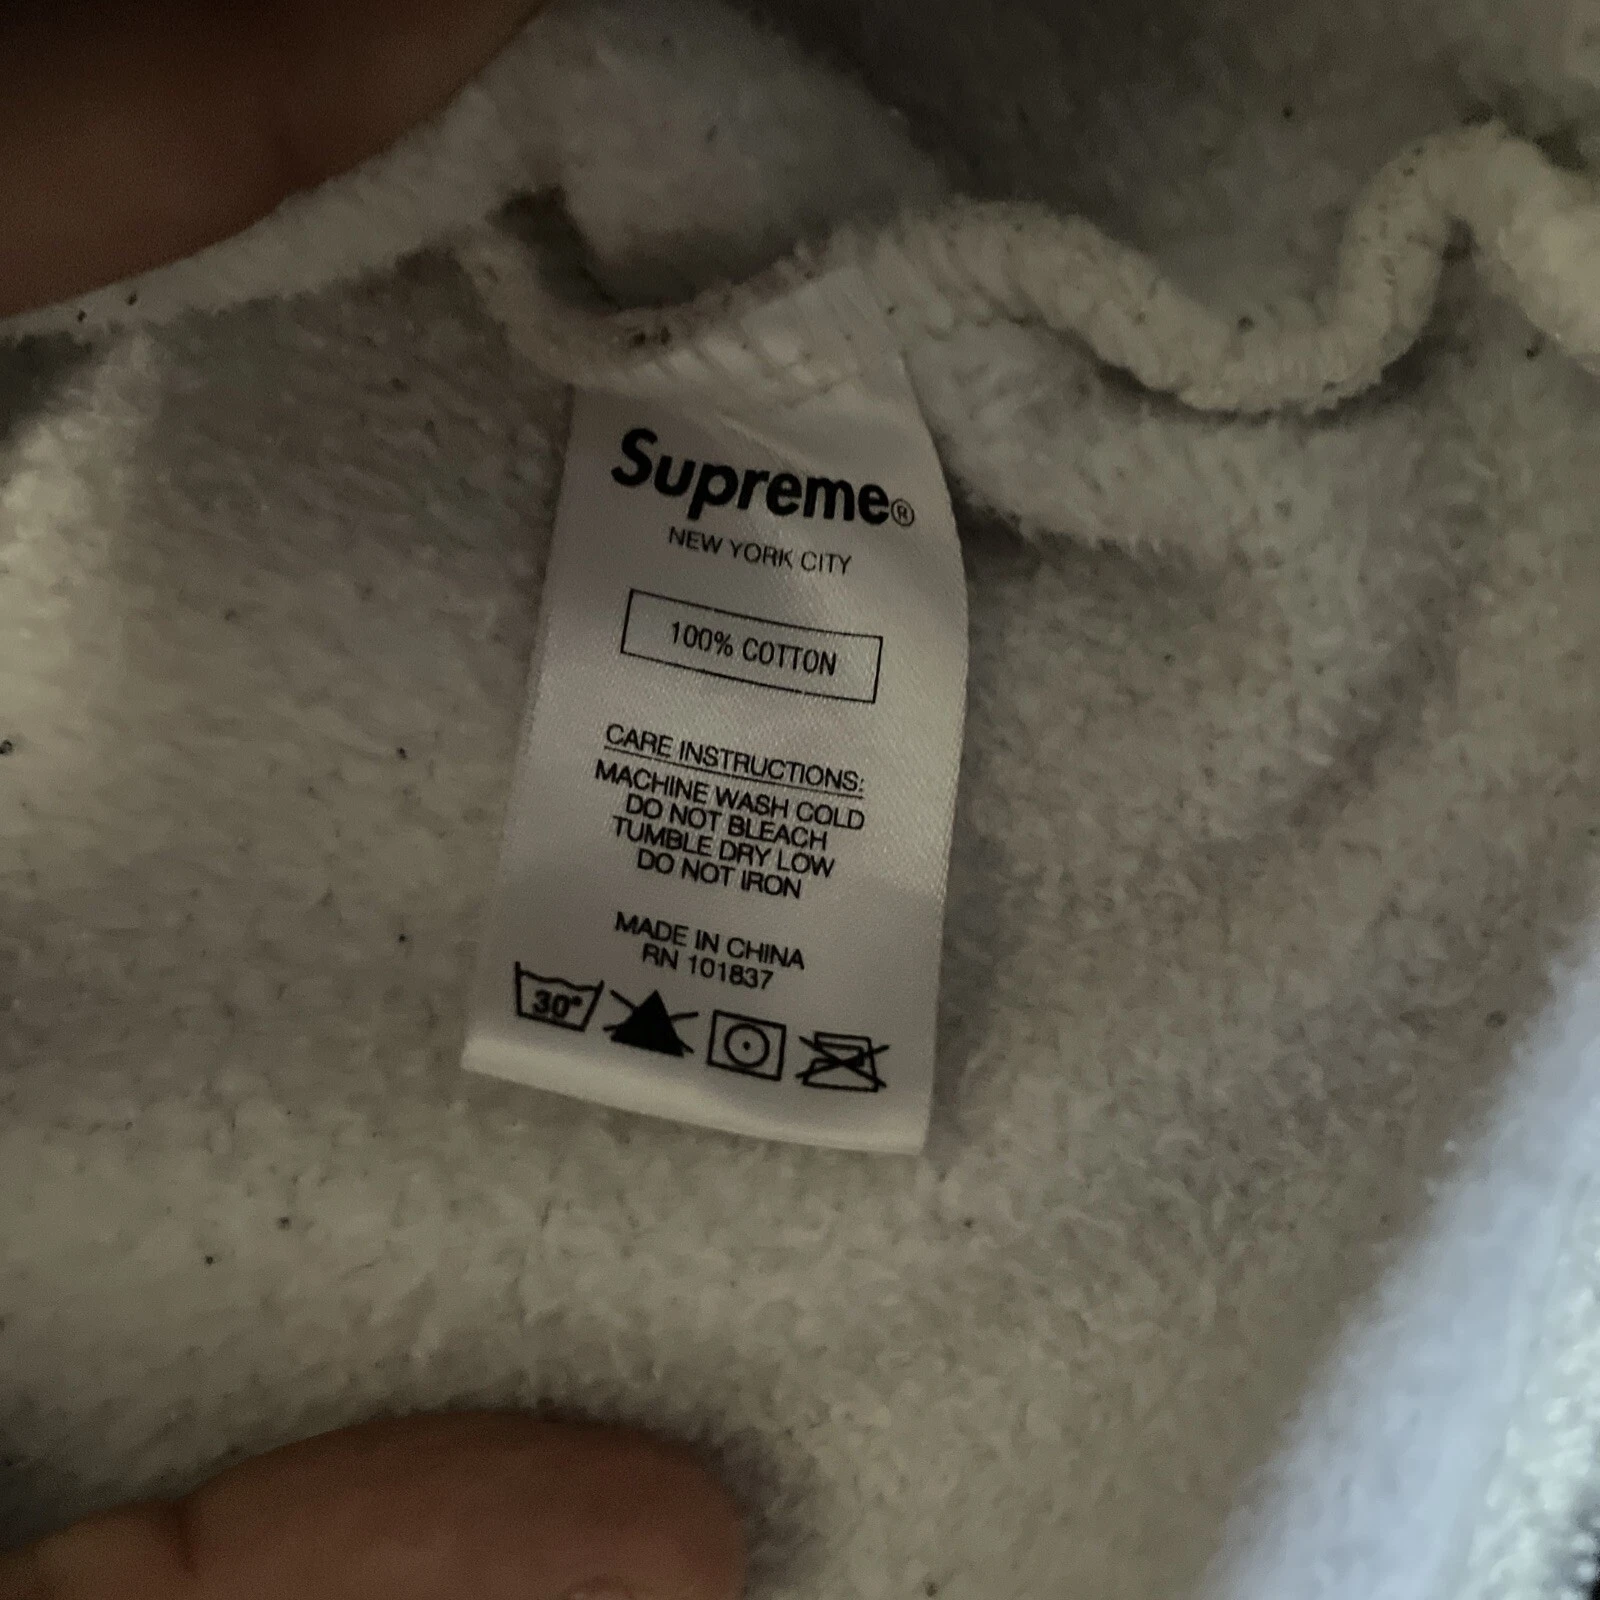 Supreme®
NEW YORK CITY
100% COTTON
CARE INSTRUCTIONS:
MACHINE WASH COLD
DO NOT BLEACH
TUMBLE DRY LOW
DO NOT IRON
MADE IN CHINA
RN 101837
30°